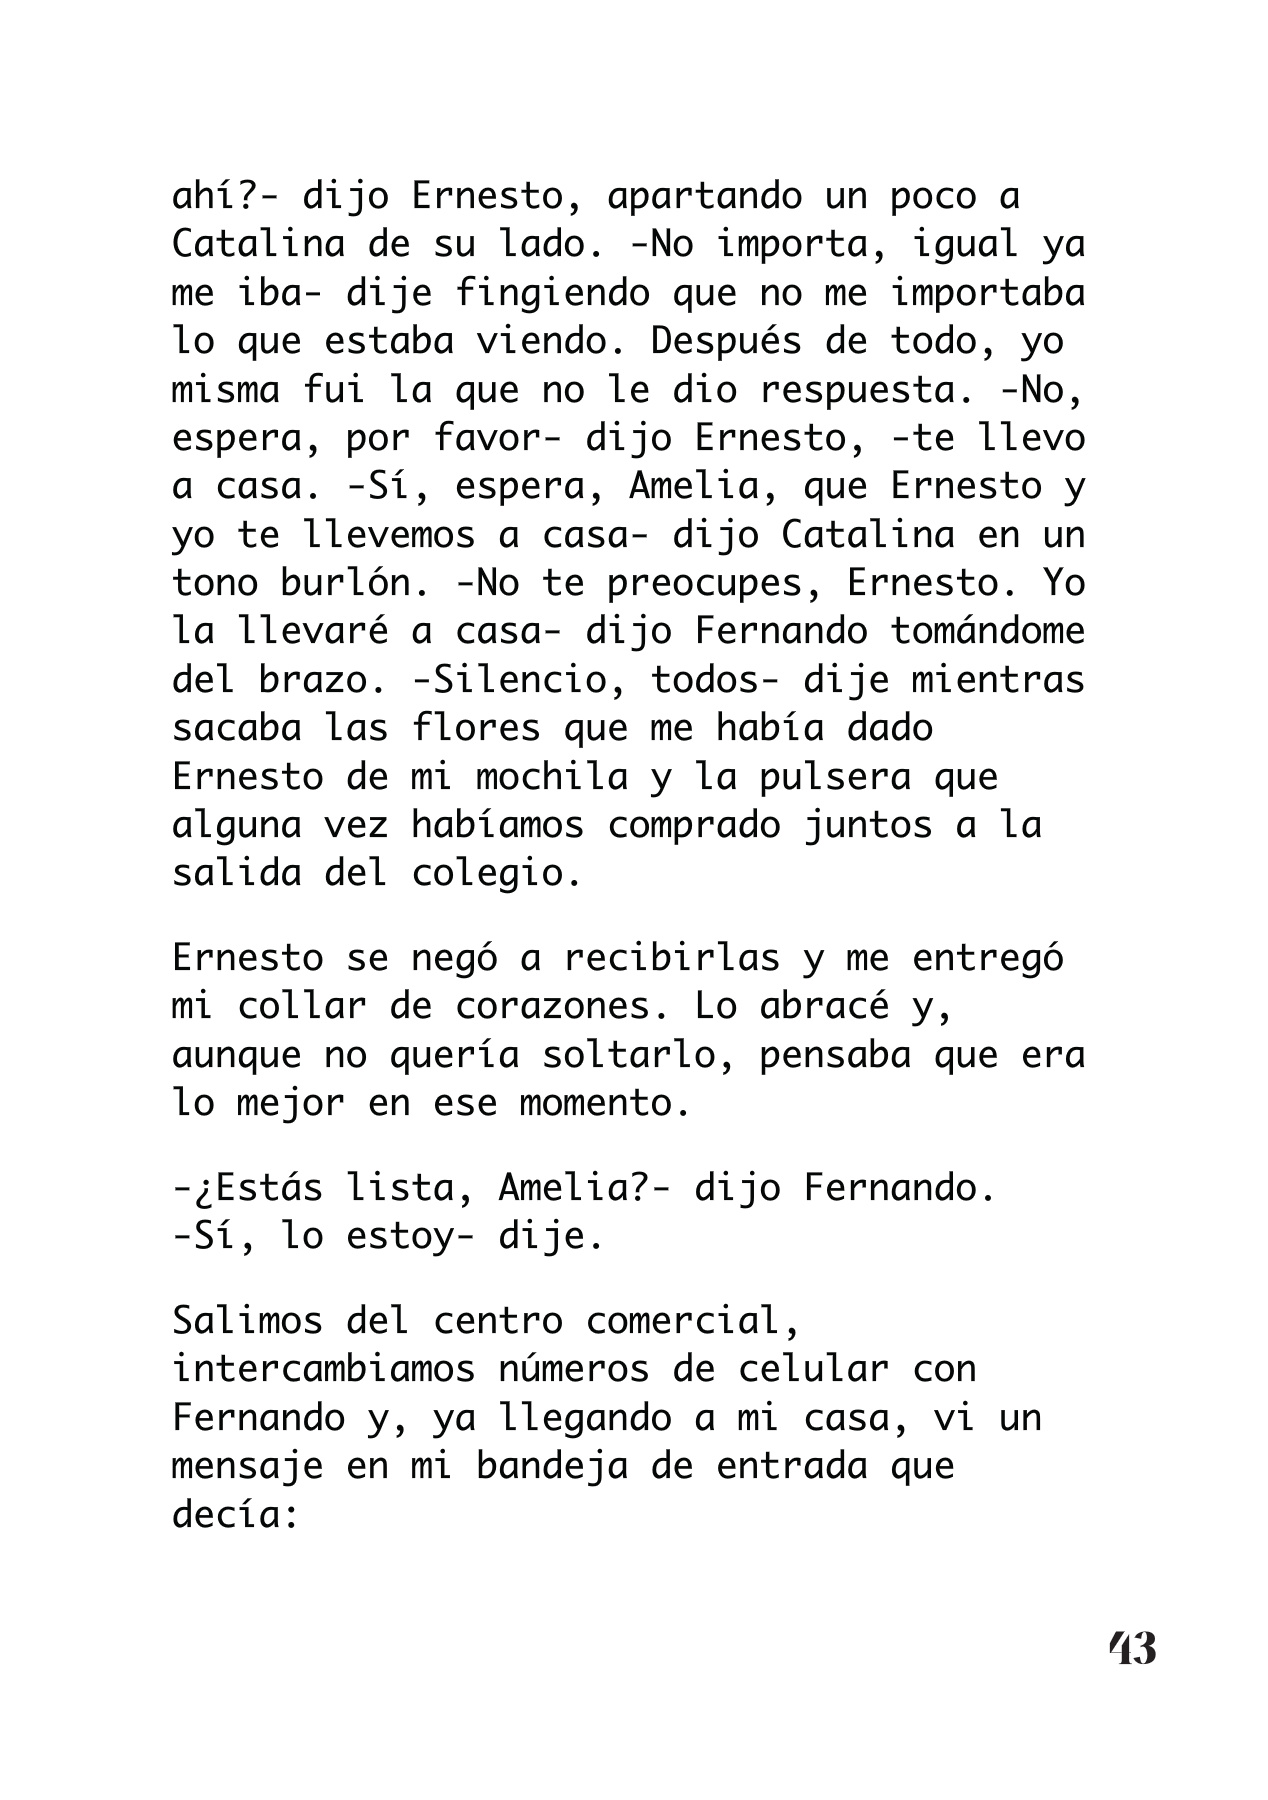 ahí?- dijo Ernesto, apartando un poco a
Catalina de su lado. -No importa, igual ya
me iba- dije fingiendo que no me importaba
lo que estaba viendo. Después de todo, yo
misma fui la que no le dio respuesta. -No,
espera, por favor- dijo Ernesto, -te llevo
a casa. -Sí, espera, Amelia, que Ernesto y
yo te llevemos a casa- dijo Catalina en un
tono burlón. -No te preocupes, Ernesto. Yo
la llevaré a casa- dijo Fernando tomándome
del brazo. -Silencio, todos- dije mientras
sacaba las flores que me había dado
Ernesto de mi mochila y la pulsera que
alguna vez habíamos comprado juntos a la
salida del colegio.
Ernesto se negó a recibirlas y me entregó
mi collar de corazones. Lo abracé y,
aunque no quería soltarlo, pensaba que era
lo mejor en ese momento.
-¿Estás lista, Amelia?- dijo Fernando.
-Sí, lo estoy- dije.
Salimos del centro comercial,
intercambiamos números de celular con
Fernando y, ya llegando a mi casa, vi un
mensaje en mi bandeja de entrada que
decía:
43